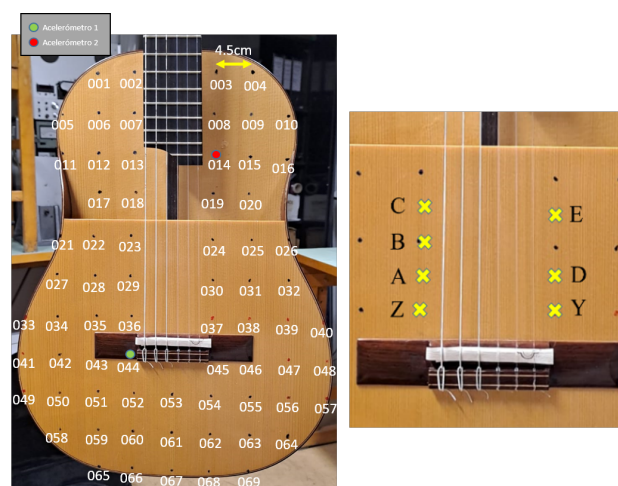 Acelerómetro 1
Acelerómetro 2
4.5cm
001 002 003 004
005 006 007 008 009 010
011 012 013 014 015 016
017 018 019 020
021 022 023 024 025 026
027 028 029 030 031 032
033 034 035 036 037 038 039 040
041 042 043 044 045 046 047 048
049 050 051 052 053 054 055 056 057
058 059 060 061 062 063 064
065 066 067 068 069
C E
B
A D
Z Y